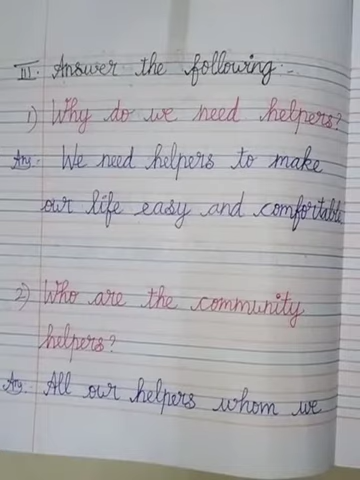 III. Answer the following:-
1) Why do we need helpers?
Ans. We need helpers to make
our life easy and comfortable
2) Who are the community
helpers?
Ans. All our helpers whom we